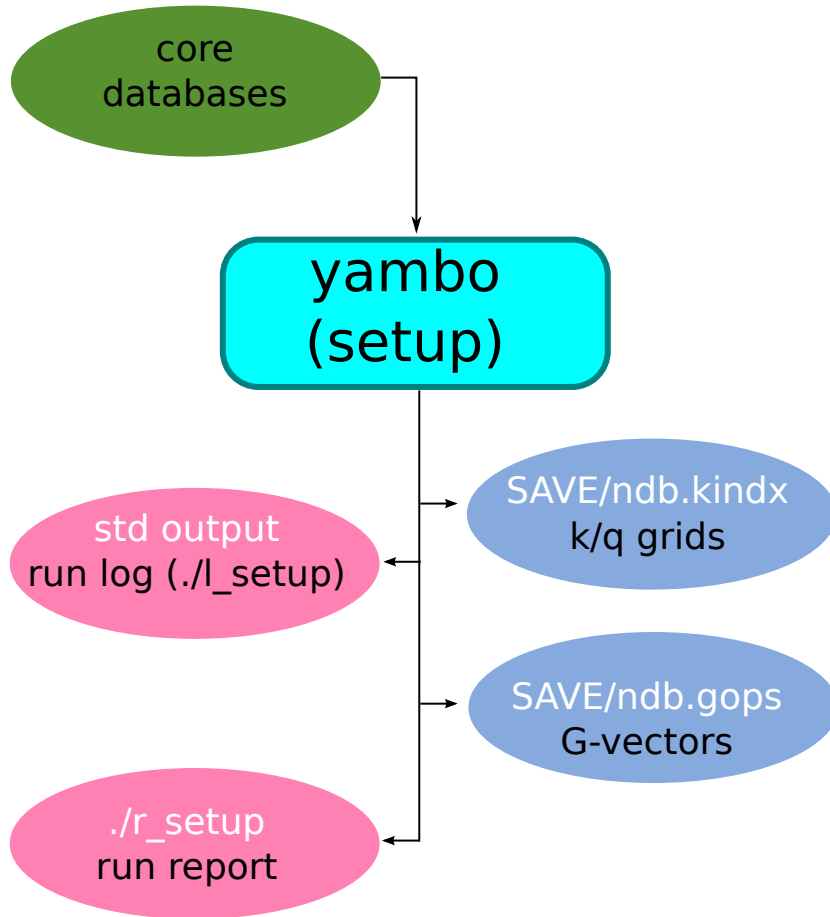 core
databases
yambo
(setup)
SAVE/ndb.kindx
k/q grids
std output
run log (./l_setup)
SAVE/ndb.gops
G-vectors
./r_setup
run report